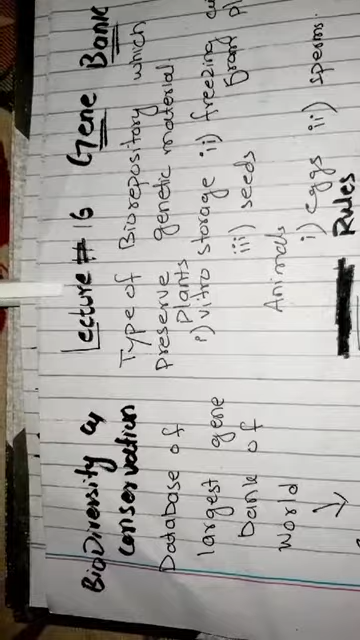 Biodiversity &
conservation
Database of
largest gene
bank of
World
↓
Lecture # 16 Gene Bank
Type of Biorepository which
preserve genetic material
Plants
i) vitro storage ii) freezing
iii) seeds
Animals
i) eggs ii) sperms.
Rules